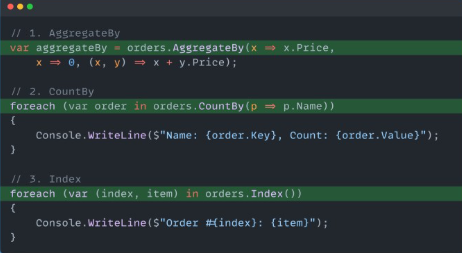 // 1. AggregateBy
var aggregateBy = orders.AggregateBy(x => x.Price,
    x => 0, (x, y) => x + y.Price);
// 2. CountBy
foreach (var order in orders.CountBy(p => p.Name))
{
    Console.WriteLine($"Name: {order.Key}, Count: {order.Value}");
}
// 3. Index
foreach (var (index, item) in orders.Index())
{
    Console.WriteLine($"Order #{index}: {item}");
}